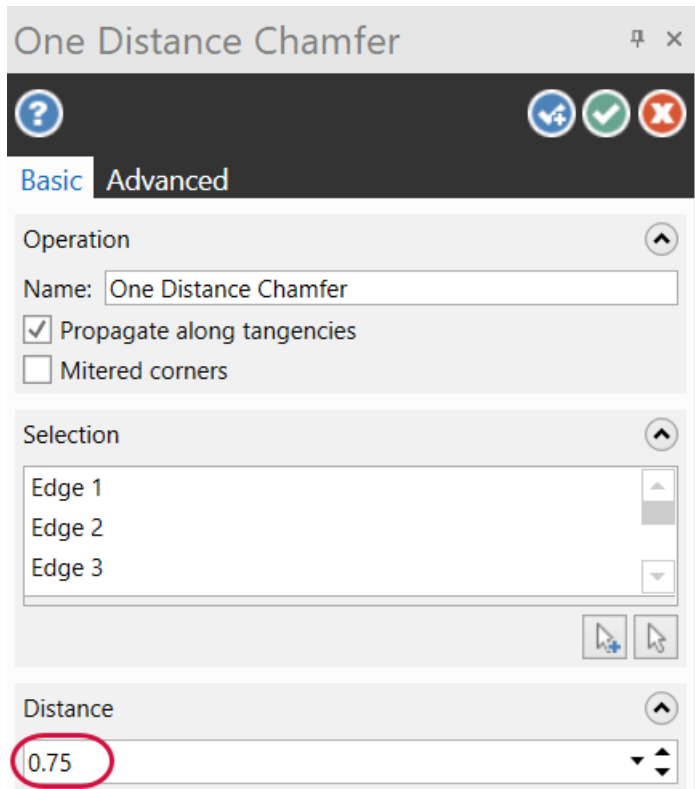 One Distance Chamfer
Basic Advanced
Operation
Name: One Distance Chamfer
Propagate along tangencies
Mitered corners
Selection
Edge 1
Edge 2
Edge 3
Distance
0.75